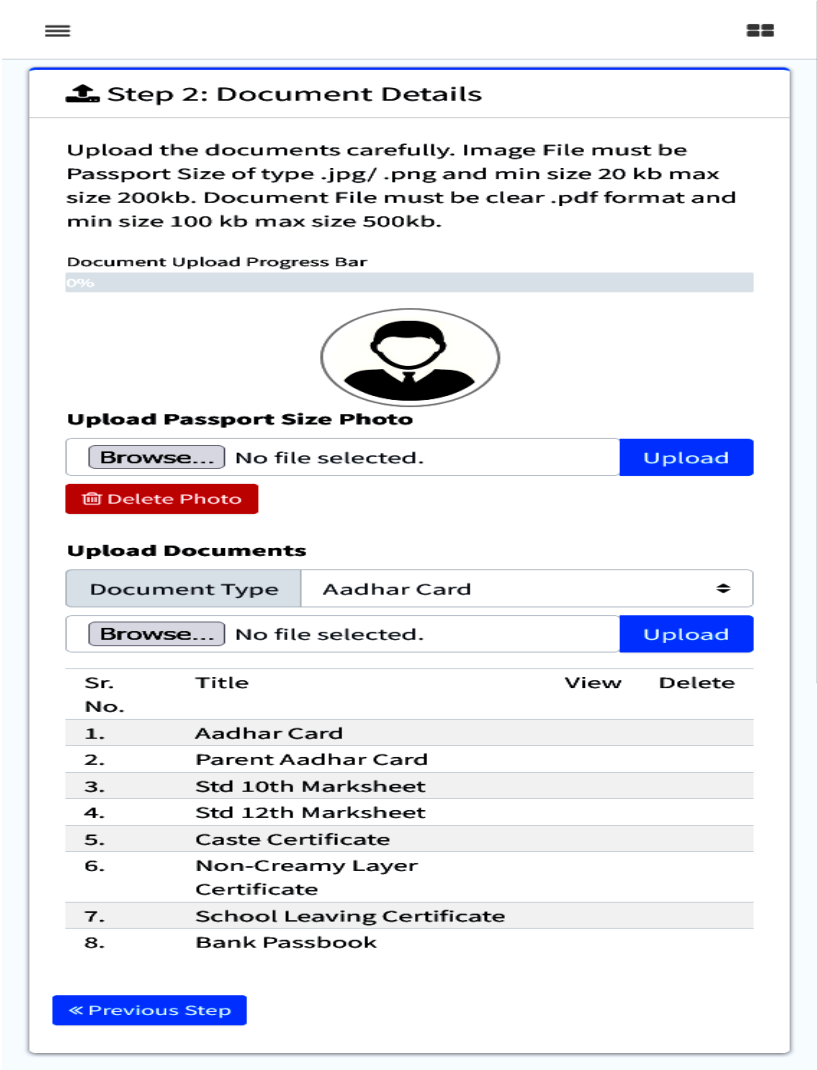 Step 2: Document Details
Upload the documents carefully. Image File must be
Passport Size of type .jpg/ .png and min size 20 kb max
size 200kb. Document File must be clear .pdf format and
min size 100 kb max size 500kb.
Document Upload Progress Bar
0%
Upload Passport Size Photo
Browse... No file selected. Upload
Delete Photo
Upload Documents
Document Type Aadhar Card
Browse... No file selected. Upload
Sr. Title View Delete
No.
1. Aadhar Card
2. Parent Aadhar Card
3. Std 10th Marksheet
4. Std 12th Marksheet
5. Caste Certificate
6. Non-Creamy Layer
Certificate
7. School Leaving Certificate
8. Bank Passbook
« Previous Step